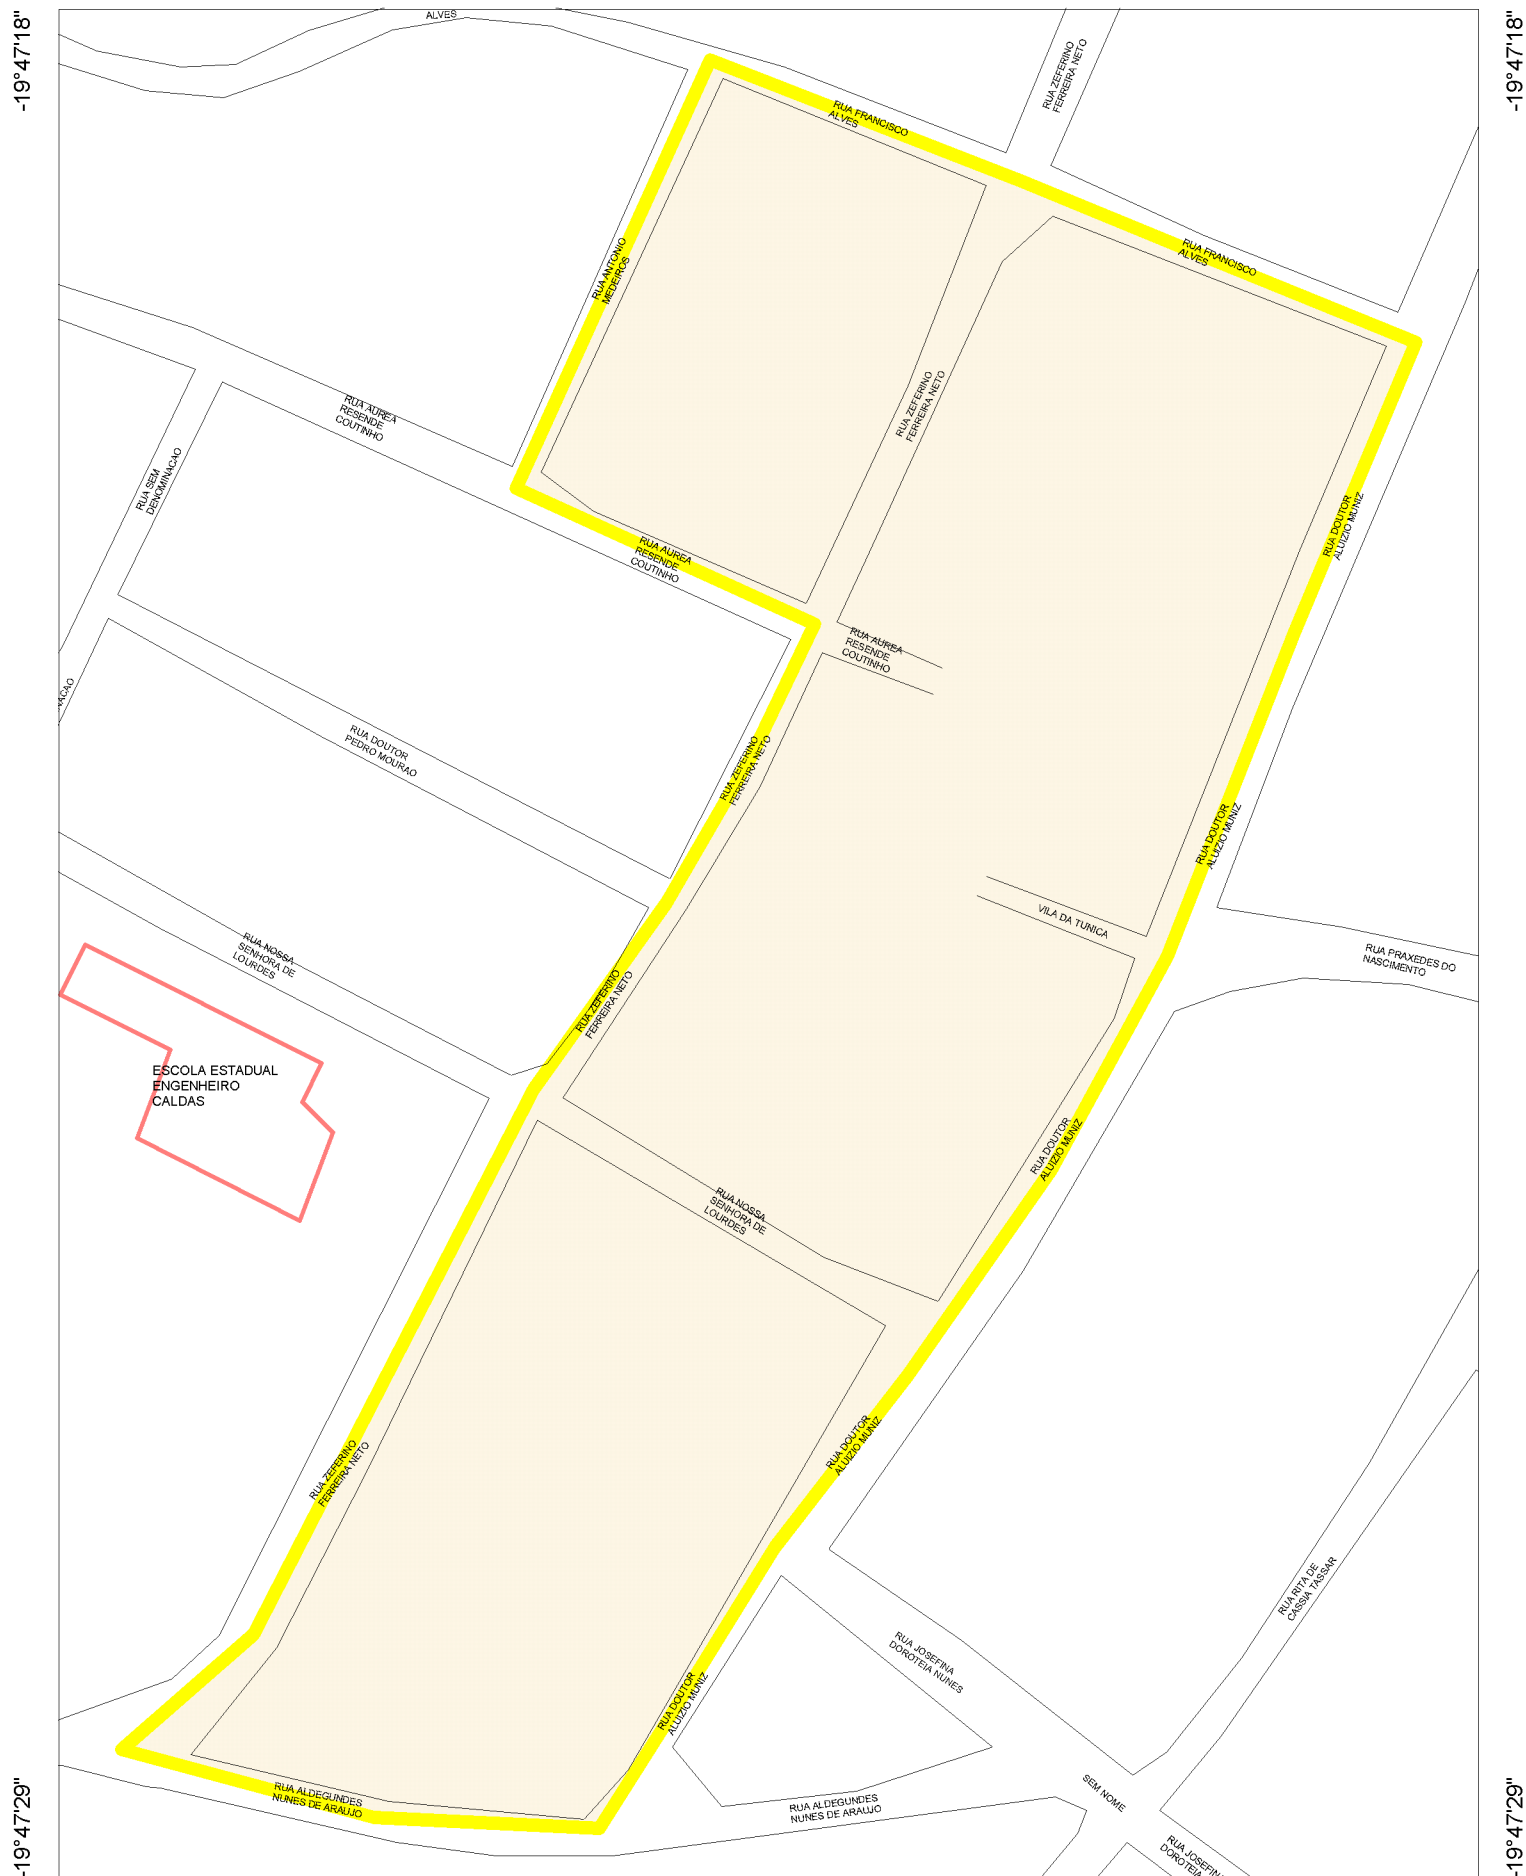 -19°47'18"
-19°47'18"
ALVES
RUA ZEFERINO
FERREIRA NETO
RUA FRANCISCO
ALVES
RUA FRANCISCO
ALVES
RUA ANTONIO
MEDEIROS
RUA AUREA
RESENDE
COUTINHO
RUA ZEFERINO
FERREIRA NETO
RUA SEM
DENOMINACAO
RUA DOUTOR
ALUIZIO MUNIZ
RUA AUREA
RESENDE
COUTINHO
RUA AUREA
RESENDE
COUTINHO
NACAO
RUA DOUTOR
PEDRO MOURAO
RUA ZEFERINO
FERREIRA NETO
RUA DOUTOR
ALUIZIO MUNIZ
VILA DA TUNICA
RUA NOSSA
SENHORA DE
LOURDES
RUA PRAXEDES DO
NASCIMENTO
RUA ZEFERINO
FERREIRA NETO
ESCOLA ESTADUAL
ENGENHEIRO
CALDAS
RUA DOUTOR
ALUIZIO MUNIZ
RUA NOSSA
SENHORA DE
LOURDES
RUA ZEFERINO
FERREIRA NETO
RUA DOUTOR
ALUIZIO MUNIZ
RUA RITA DE
CASSIA TASSAR
RUA JOSEFINA
DOROTEIA NUNES
RUA DOUTOR
ALUIZIO MUNIZ
RUA ALDEGUNDES
NUNES DE ARAUJO
RUA ALDEGUNDES
NUNES DE ARAUJO
SEM NOME
RUA JOSEFINA
DOROTEIA
-19°47'29"
-19°47'29"